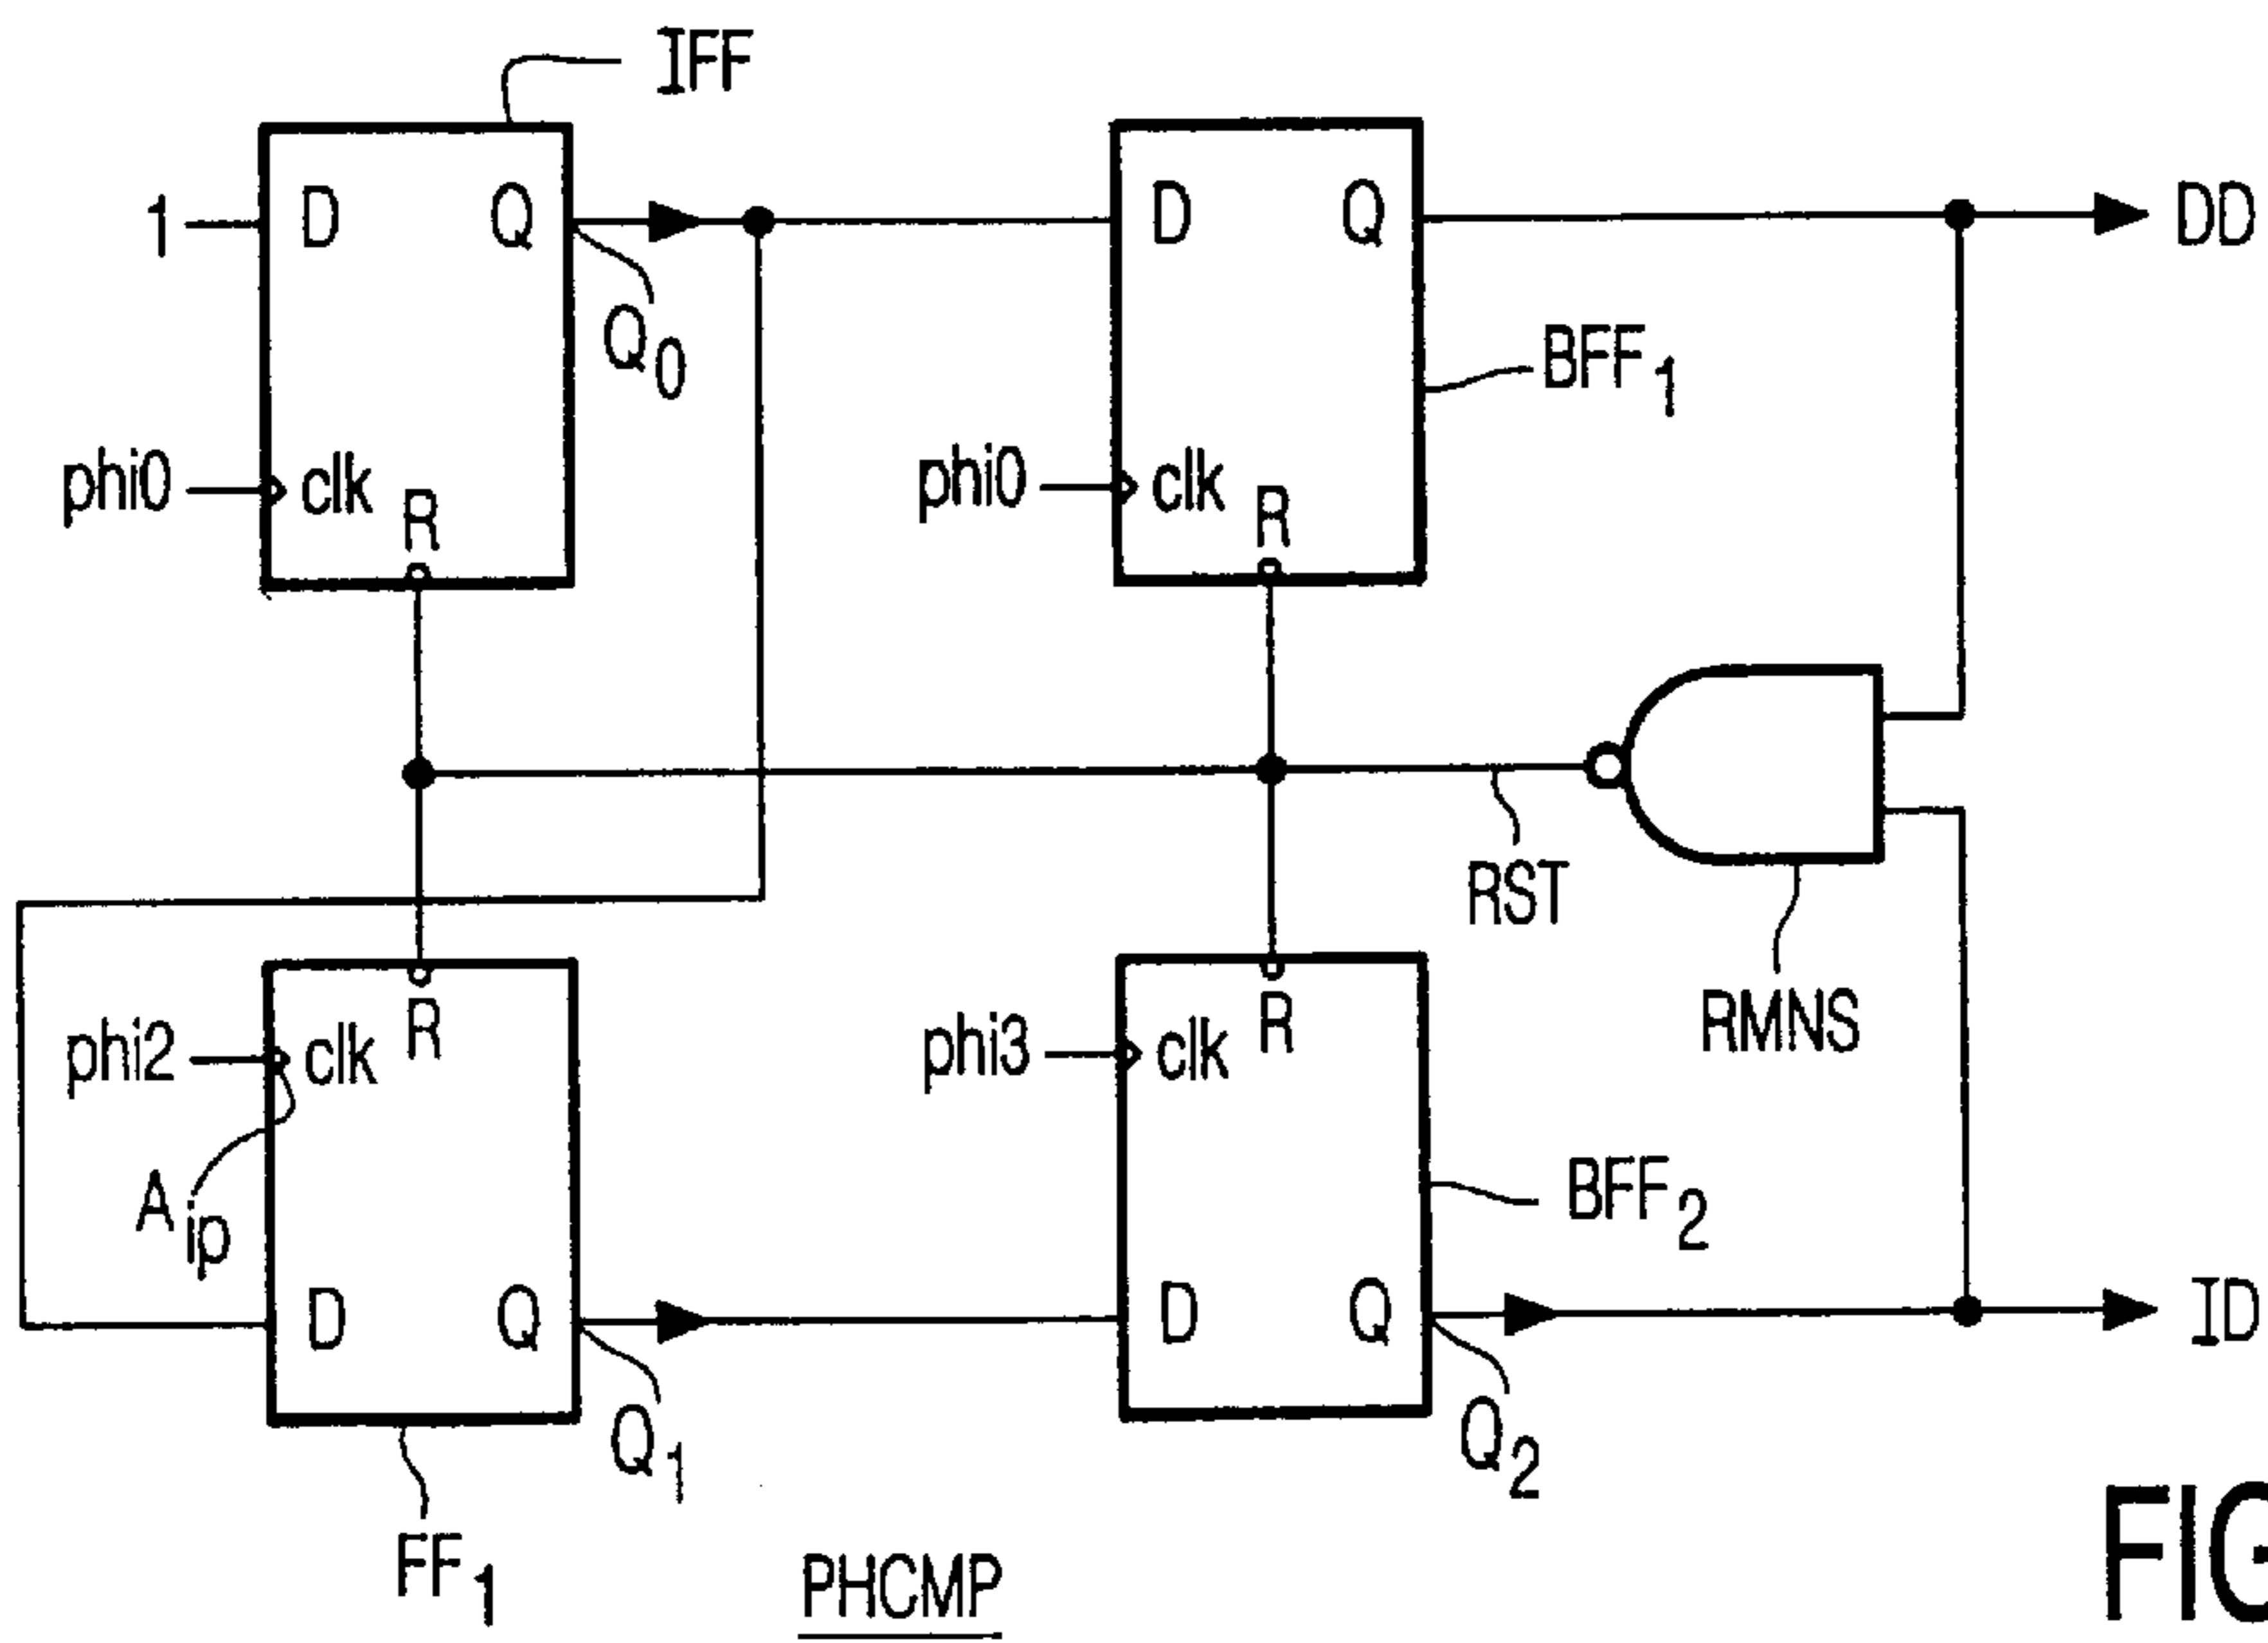 IFF
1
D
Q
Q0
phi0
clk
R
D
Q
BFF1
phi0
clk
R
DD
RST
RMNS
phi2
clk
R
Aip
D
Q
Q1
FF1
phi3
clk
R
BFF2
D
Q
Q2
ID
PHCMP
FIG